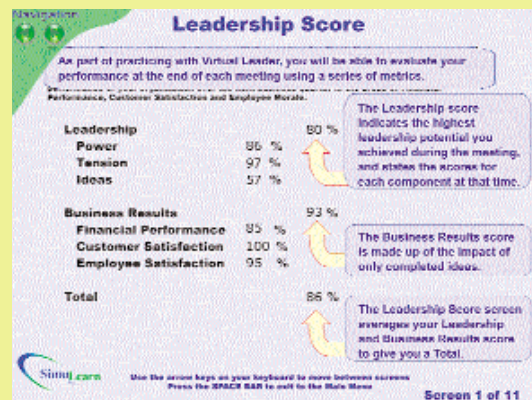 Navigation
Leadership Score
As part of practicing with Virtual Leader, you will be able to evaluate your
performance at the end of each meeting using a series of metrics.
Performance, Customer Satisfaction and Employee Morale.
Leadership 80 %
Power 86 %
Tension 97 %
Ideas 57 %
The Leadership score
indicates the highest
leadership potential you
achieved during the meeting,
and states the scores for
each component at that time.
Business Results 93 %
Financial Performance 85 %
Customer Satisfaction 100 %
Employee Satisfaction 95 %
The Business Results score
is made up of the impact of
only completed ideas.
Total 86 %
The Leadership Score screen
averages your Leadership
and Business Results score
to give you a Total.
SimuLearn
Use the arrow keys on your keyboard to move between screens
Press the SPACE BAR to exit to the Main Menu
Screen 1 of 11